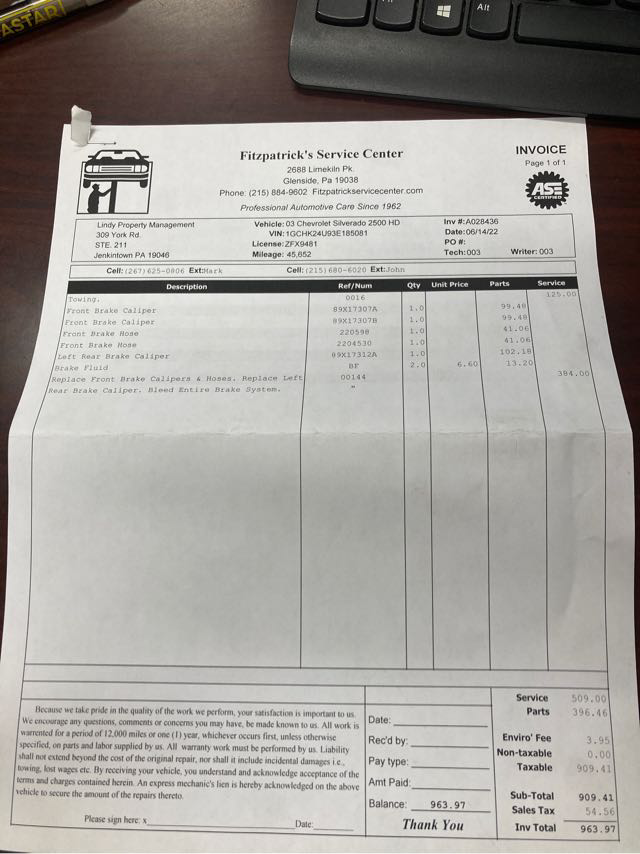 ASTAR
Alt
Fitzpatrick's Service Center
2688 Limekiln Pk.
Glenside, Pa 19038
Phone: (215) 884-9602 Fitzpatrickservicecenter.com
Professional Automotive Care Since 1962
INVOICE
Page 1 of 1
ASE
CERTIFIED
Lindy Property Management
309 York Rd.
STE. 211
Jenkintown PA 19046
Vehicle: 03 Chevrolet Silverado 2500 HD
VIN: 1GCHK24U93E185081
License: ZFX9481
Mileage: 45,652
Inv #: A028436
Date: 06/14/22
PO #:
Tech: 003 Writer: 003
Cell: (267) 625-0806 Ext: Mark Cell: (215) 680-6020 Ext: John
Description Ref/Num Qty Unit Price Parts Service
Towing. 0016 125.00
Front Brake Caliper 89X17307A 1.0 99.48
Front Brake Caliper 89X17307B 1.0 99.48
Front Brake Hose 220598 1.0 41.06
Front Brake Hose 2204530 1.0 41.06
Left Rear Brake Caliper 89X17312A 1.0 102.18
Brake Fluid BF 2.0 6.60 13.20
Replace Front Brake Calipers & Hoses. Replace Left 00144 384.00
Rear Brake Caliper. Bleed Entire Brake System. "
Because we take pride in the quality of the work we perform, your satisfaction is important to us.
We encourage any questions, comments or concerns you may have, be made known to us. All work is
warrented for a period of 12,000 miles or one (1) year, whichever occurs first, unless otherwise
specified, on parts and labor supplied by us. All warranty work must be performed by us. Liability
shall not extend beyond the cost of the original repair, nor shall it include incidental damages i.e.,
towing, lost wages etc. By receiving your vehicle, you understand and acknowledge acceptance of the
terms and charges contained herein. An express mechanic's lien is hereby acknowledged on the above
vehicle to secure the amount of the repairs thereto.
Please sign here: x Date:
Date:
Rec'd by:
Pay type:
Amt Paid:
Balance: 963.97
Thank You
Service 509.00
Parts 396.46
Enviro' Fee 3.95
Non-taxable 0.00
Taxable 909.41
Sub-Total 909.41
Sales Tax 54.56
Inv Total 963.97